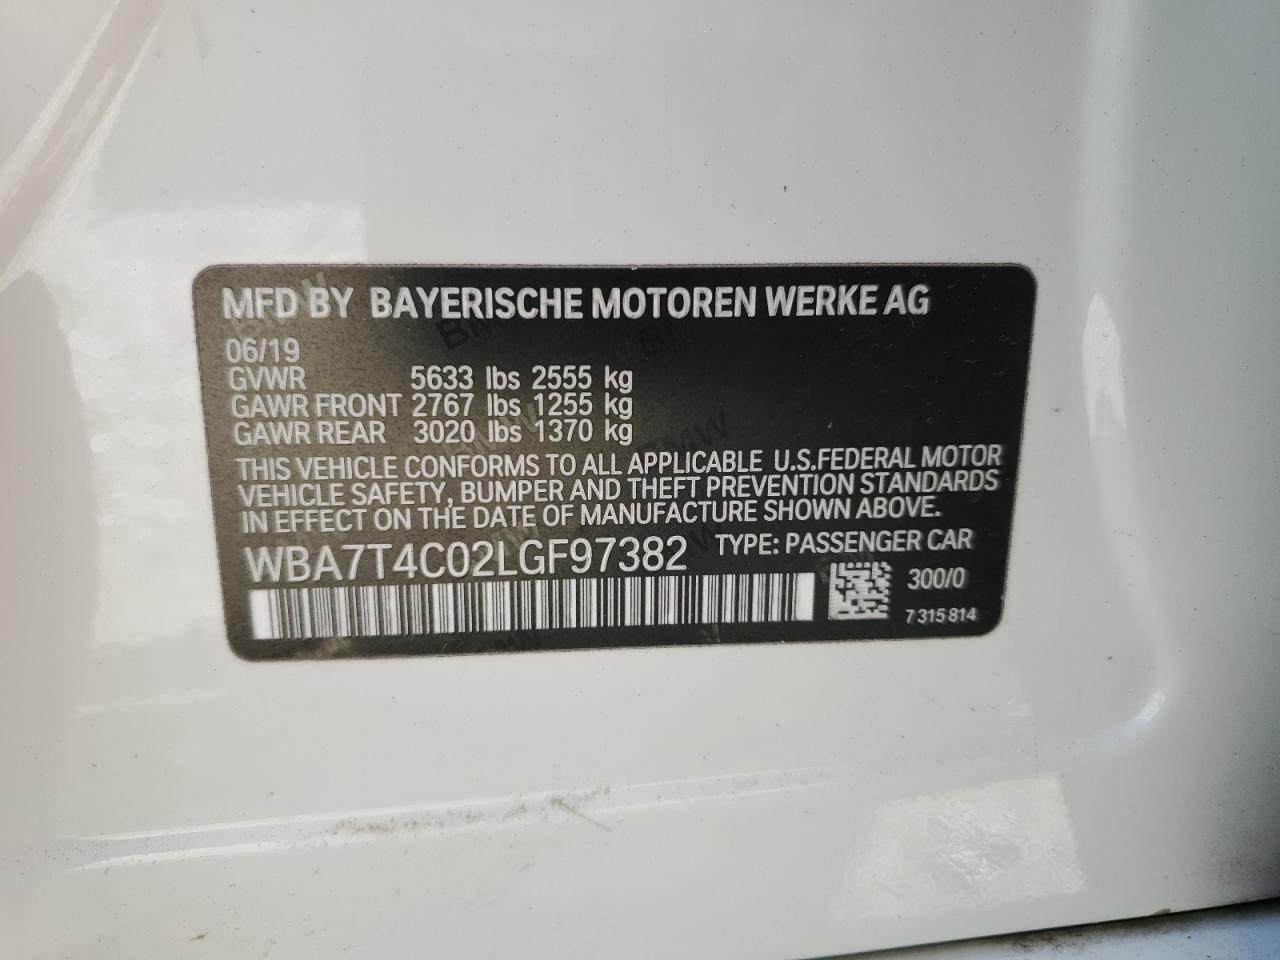 MFD BY BAYERISCHE MOTOREN WERKE AG
06/19
GVWR 5633 lbs 2555 kg
GAWR FRONT 2767 lbs 1255 kg
GAWR REAR 3020 lbs 1370 kg
THIS VEHICLE CONFORMS TO ALL APPLICABLE U.S.FEDERAL MOTOR
VEHICLE SAFETY, BUMPER AND THEFT PREVENTION STANDARDS
IN EFFECT ON THE DATE OF MANUFACTURE SHOWN ABOVE.
WBA7T4C02LGF97382 TYPE: PASSENGER CAR
300/0
7 315 814